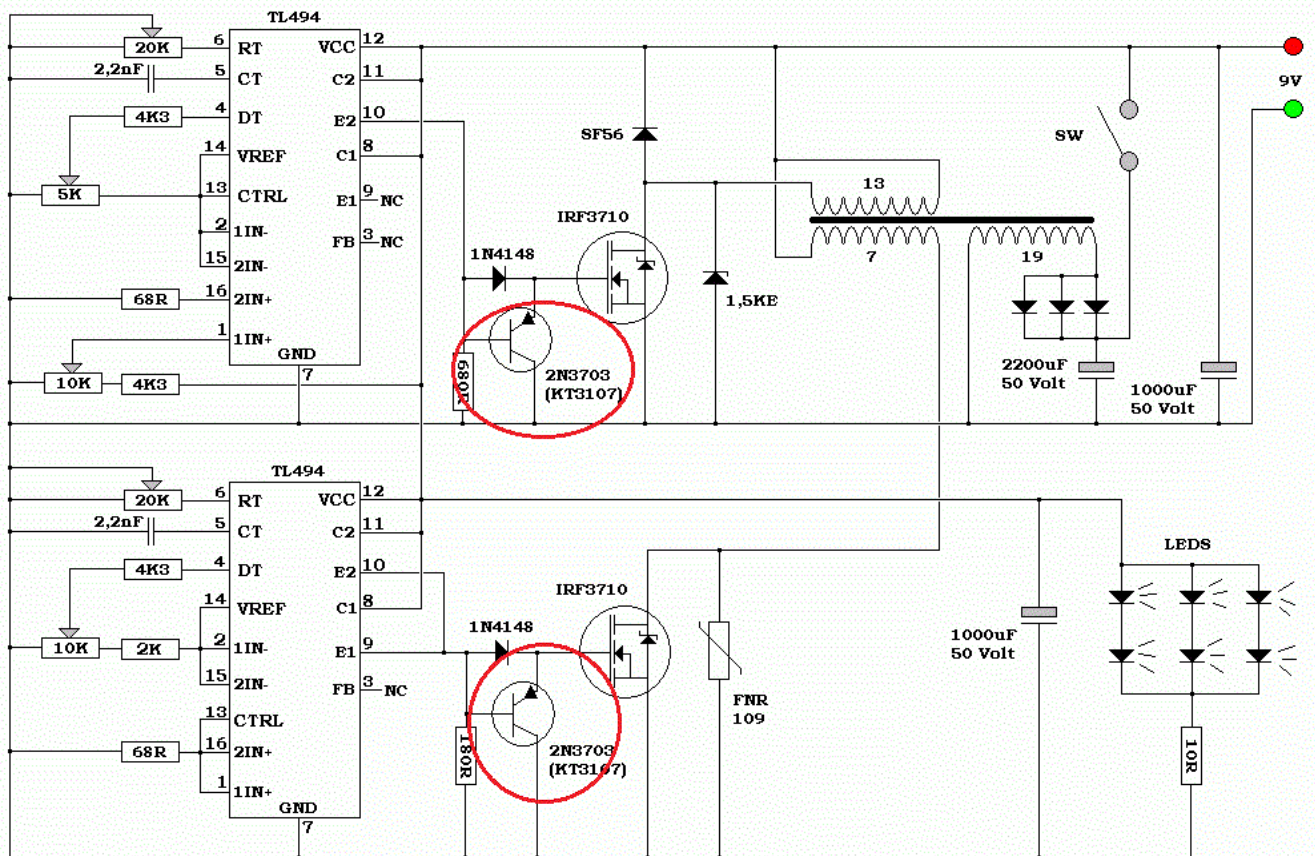 TL494
20K
6 RT
VCC 12
2,2nF
5 CT
C2 11
9V
4K3
4 DT
E2 10
SF56
SW
14 VREF
C1 8
5K
13 CTRL
E1 9 NC
13
2 1IN-
IRF3710
FB 3 NC
1N4148
7
19
15 2IN-
68R
16 2IN+
1,5KE
1 1IN+
GND
7
680R
2N3703
(KT3107)
2200uF
50 Volt
1000uF
50 Volt
10K
4K3
TL494
20K
6 RT
VCC 12
2,2nF
5 CT
C2 11
LEDS
4K3
4 DT
E2 10
IRF3710
14 VREF
C1 8
1N4148
10K
2K
2 1IN-
E1 9
1000uF
50 Volt
15 2IN-
FB 3 NC
FNR
109
13 CTRL
68R
16 2IN+
180R
2N3703
(KT3107)
10R
1 1IN+
GND
7